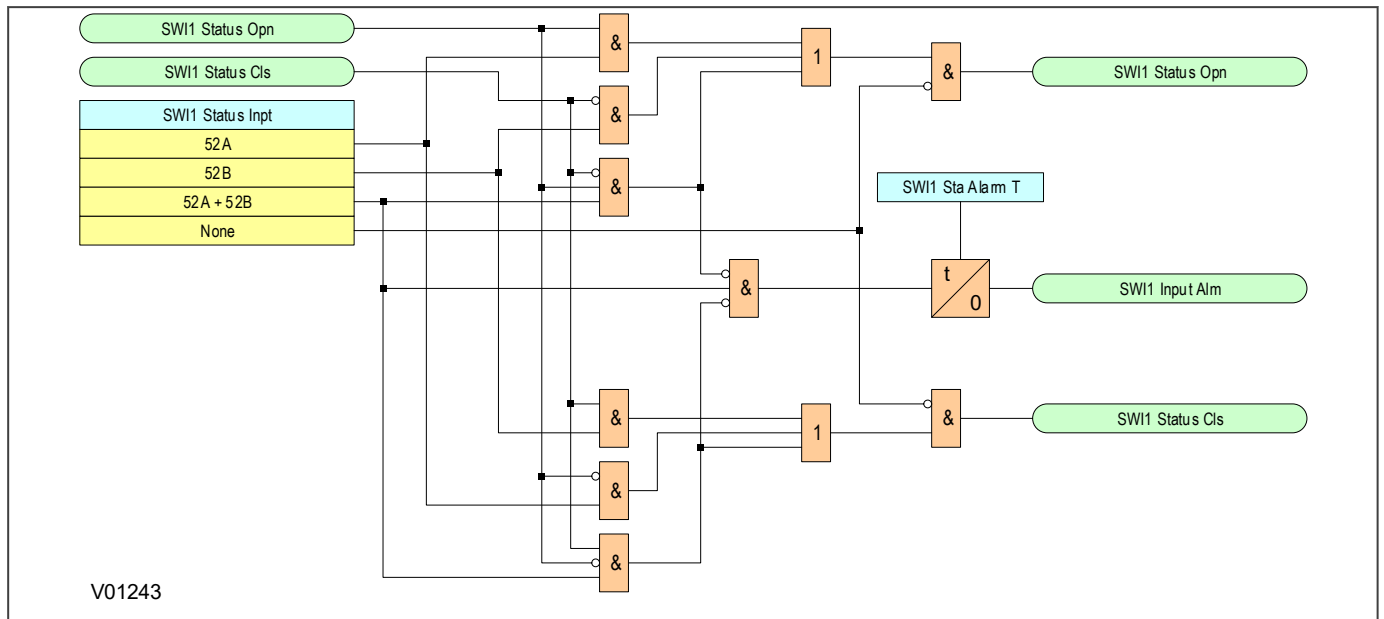 SWI1 Status Opn
SWI1 Status Cls
SWI1 Status Inpt
52A
52B
52A + 52B
None
&
&
&
1
&
SWI1 Status Opn
SWI1 Sta Alarm T
&
t
0
SWI1 Input Alm
&
&
&
1
&
SWI1 Status Cls
V01243